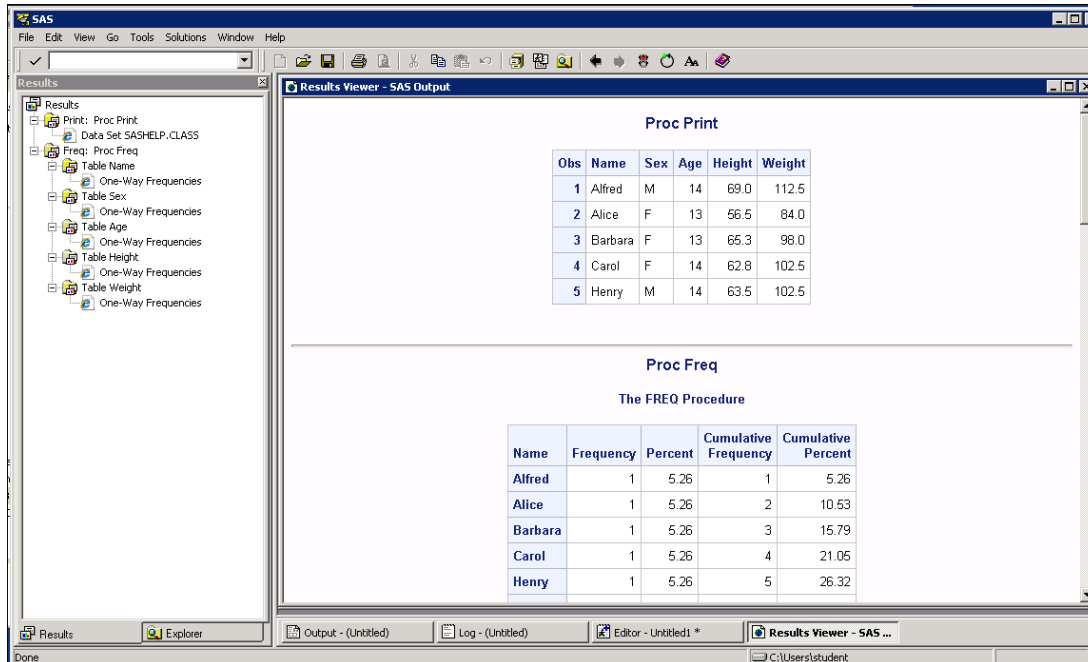 SAS
File Edit View Go Tools Solutions Window Help
Results
Results
Print: Proc Print
Data Set SASHELP.CLASS
Freq: Proc Freq
Table Name
One-Way Frequencies
Table Sex
One-Way Frequencies
Table Age
One-Way Frequencies
Table Height
One-Way Frequencies
Table Weight
One-Way Frequencies
Results Viewer - SAS Output
Proc Print
Obs Name Sex Age Height Weight
1 Alfred M 14 69.0 112.5
2 Alice F 13 56.5 84.0
3 Barbara F 13 65.3 98.0
4 Carol F 14 62.8 102.5
5 Henry M 14 63.5 102.5
Proc Freq
The FREQ Procedure
Name Frequency Percent Cumulative Frequency Cumulative Percent
Alfred 1 5.26 1 5.26
Alice 1 5.26 2 10.53
Barbara 1 5.26 3 15.79
Carol 1 5.26 4 21.05
Henry 1 5.26 5 26.32
Results Explorer
Output - (Untitled) Log - (Untitled) Editor - Untitled1 * Results Viewer - SAS ...
Done C:\Users\student